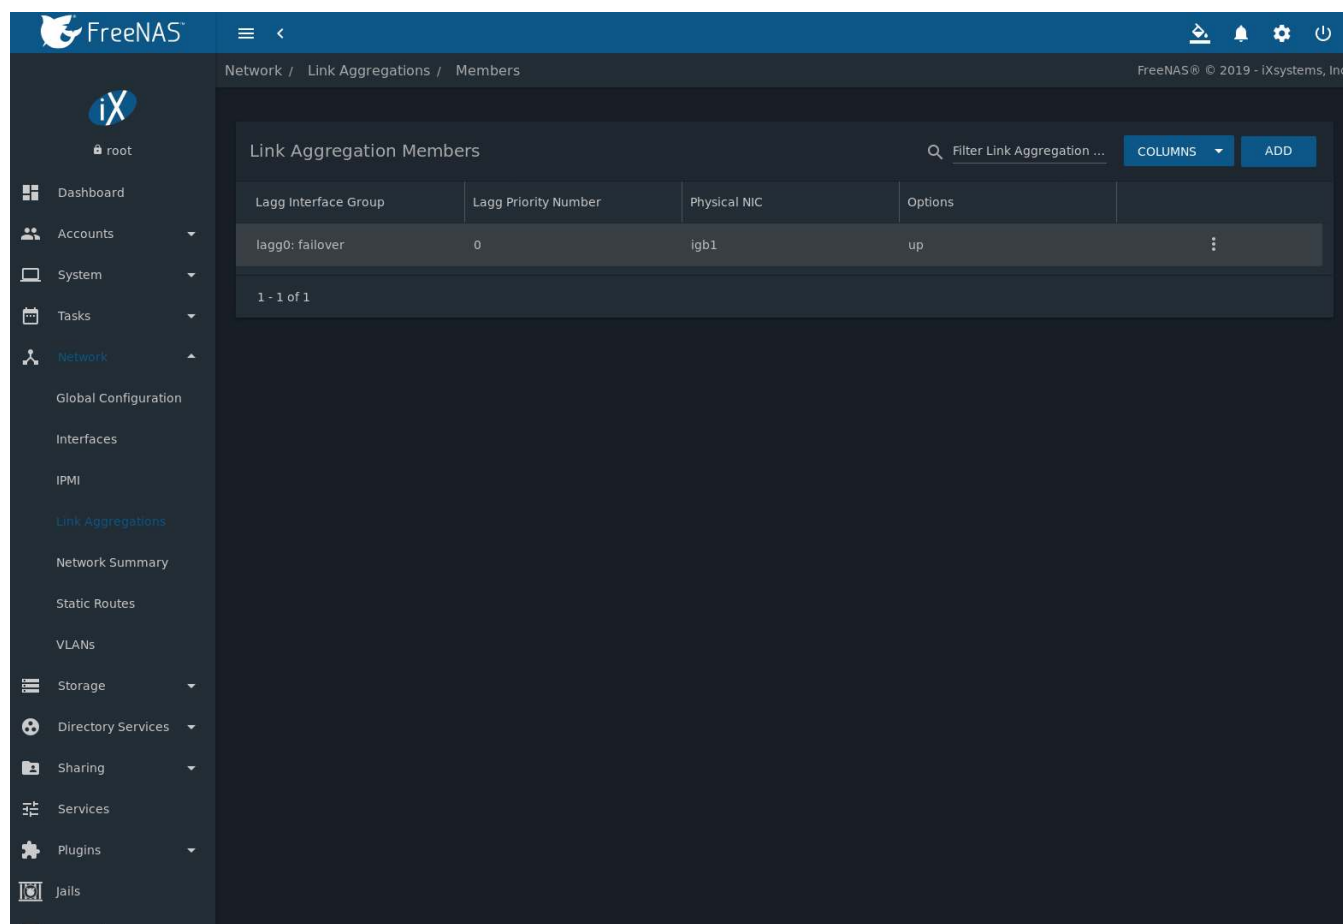 FreeNAS™
Network / Link Aggregations / Members
FreeNAS® © 2019 - iXsystems, Inc
iX
root
Link Aggregation Members
Filter Link Aggregation ...
COLUMNS
ADD
Lagg Interface Group Lagg Priority Number Physical NIC Options
lagg0: failover 0 igb1 up
1 - 1 of 1
Dashboard
Accounts
System
Tasks
Network
Global Configuration
Interfaces
IPMI
Link Aggregations
Network Summary
Static Routes
VLANs
Storage
Directory Services
Sharing
Services
Plugins
Jails